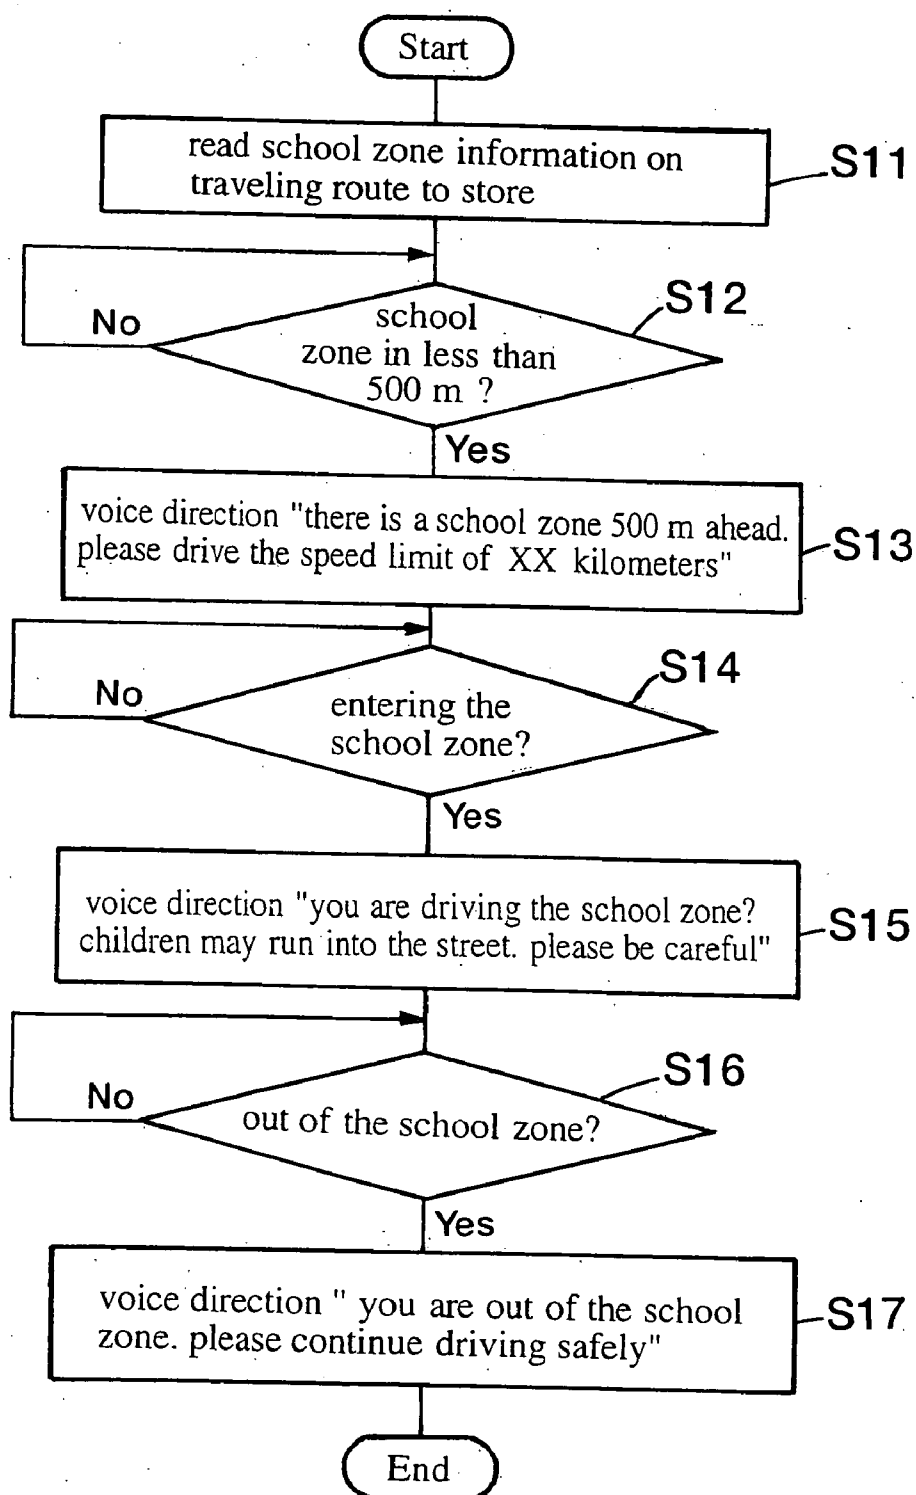 Start
read school zone information on
traveling route to store
S11
S12
school
zone in less than
500 m ?
No
Yes
voice direction "there is a school zone 500 m ahead.
please drive the speed limit of XX kilometers"
S13
S14
entering the
school zone?
No
Yes
voice direction "you are driving the school zone?
children may run into the street. please be careful"
S15
S16
out of the school zone?
No
Yes
voice direction " you are out of the school
zone. please continue driving safely"
S17
End